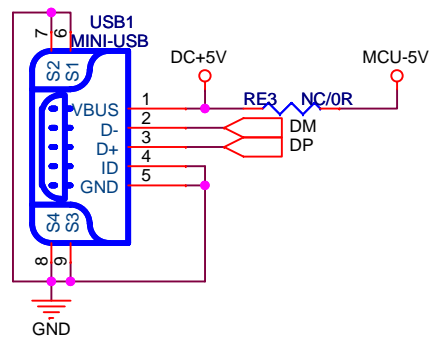 USB1
MINI-USB
7
6
S2
S1
DC+5V
MCU-5V
VBUS
1
RE3
NC/0R
D-
2
DM
D+
3
DP
ID
4
GND
5
S4
S3
8
9
GND